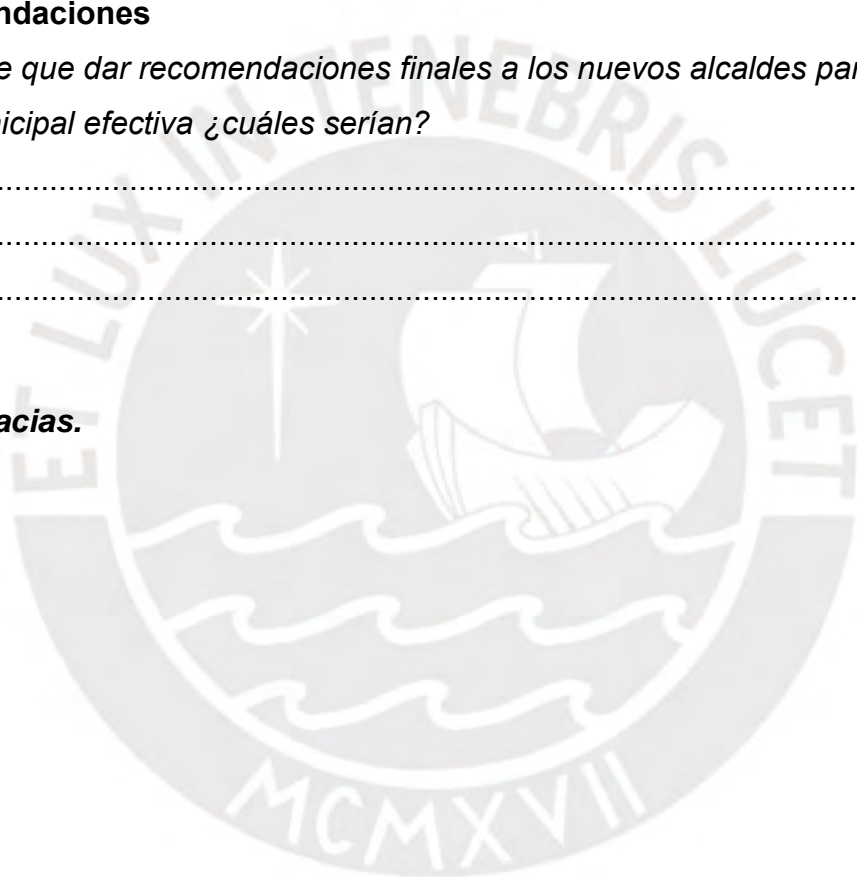 ndaciones
e que dar recomendaciones finales a los nuevos alcaldes par
nicipal efectiva ¿cuáles serían?
................................................................................................
................................................................................................
................................................................................................
acias.
ET LUX IN TENEBRIS LUCET
MCMXVII